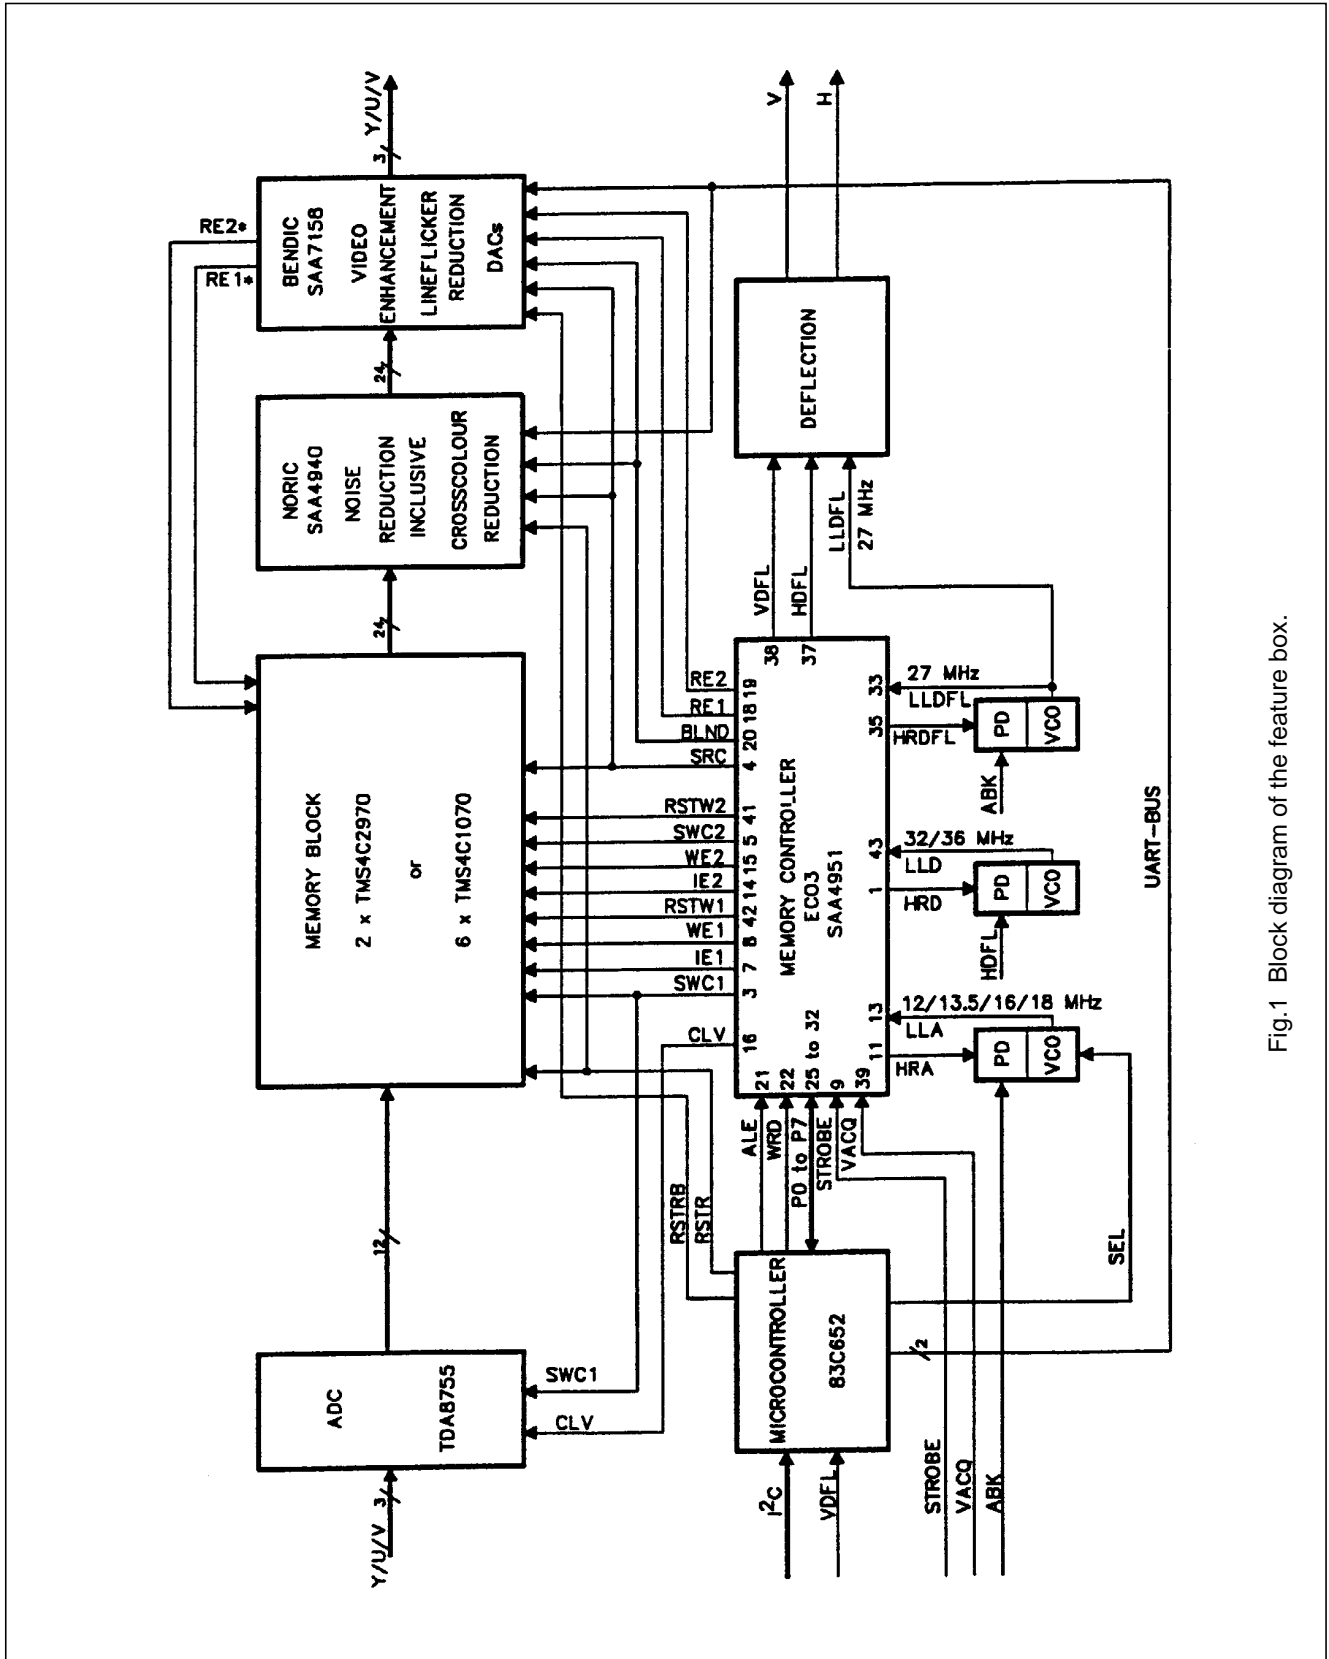 Y/U/V
3
ADC
TDA8755
SWC1
CLV
12
MEMORY BLOCK
2 x TMS4C2970
or
6 x TMS4C1070
24
NORIC
SAA4940
NOISE
REDUCTION
INCLUSIVE
CROSSCOLOUR
REDUCTION
24
RE2*
RE1*
BENDIC
SAA7158
VIDEO
ENHANCEMENT
LINEFLICKER
REDUCTION
DACs
3
Y/U/V
RSTRB
RSTR
CLV
SWC1
IE1
WE1
RSTW1
IE2
WE2
SWC2
RSTW2
SRC
BLND
RE1
RE2
16
3
7
8
42
14
15
5
41
4
20
18
19
I²C
VDFL
MICROCONTROLLER
83C652
2
ALE
WRD
P0 to P7
STROBE
VACQ
21
22
25 to 32
9
39
MEMORY CONTROLLER
ECO3
SAA4951
38
37
VDFL
HDFL
LLDFL
27 MHz
DEFLECTION
V
H
11
13
1
43
35
33
HRA
LLA
12/13.5/16/18 MHz
HRD
LLD
32/36 MHz
HRDFL
LLDFL
27 MHz
PD
VCO
HDFL
PD
VCO
ABK
PD
VCO
STROBE
VACQ
ABK
SEL
UART-BUS
Fig.1 Block diagram of the feature box.